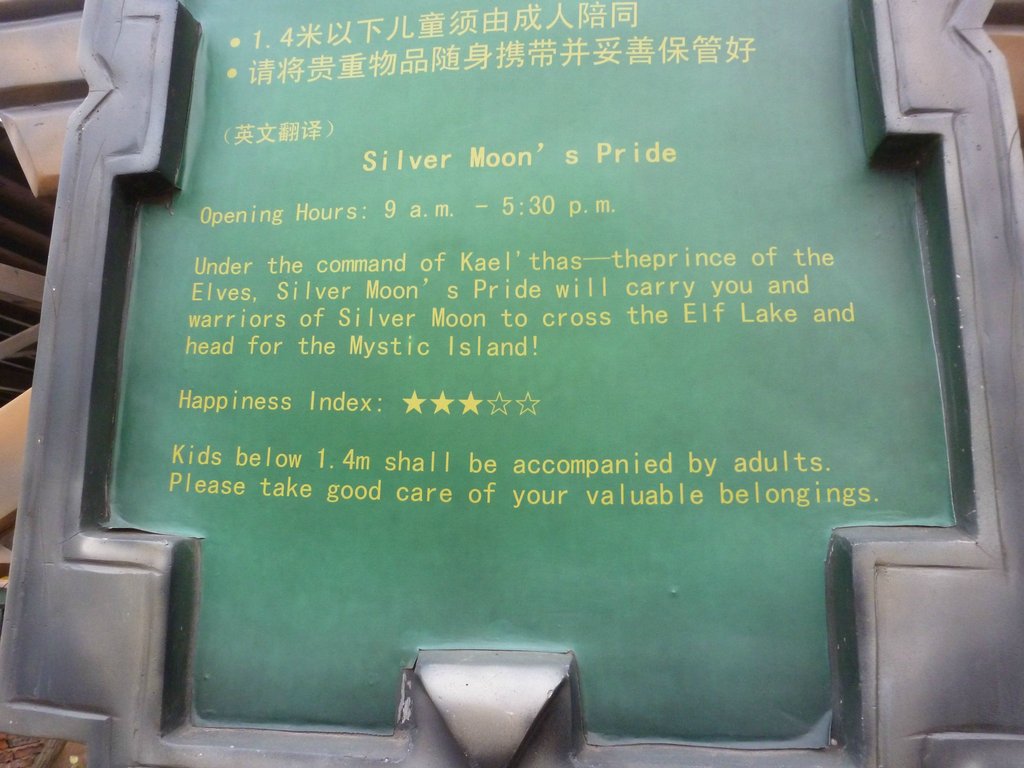 • 1.4米以下儿童须由成人陪同
• 请将贵重物品随身携带并妥善保管好
（英文翻译）
Silver Moon's Pride
Opening Hours: 9 a.m. - 5:30 p.m.
Under the command of Kael'thas—theprince of the
Elves, Silver Moon's Pride will carry you and
warriors of Silver Moon to cross the Elf Lake and
head for the Mystic Island!
Happiness Index: ★★★☆☆
Kids below 1.4m shall be accompanied by adults.
Please take good care of your valuable belongings.